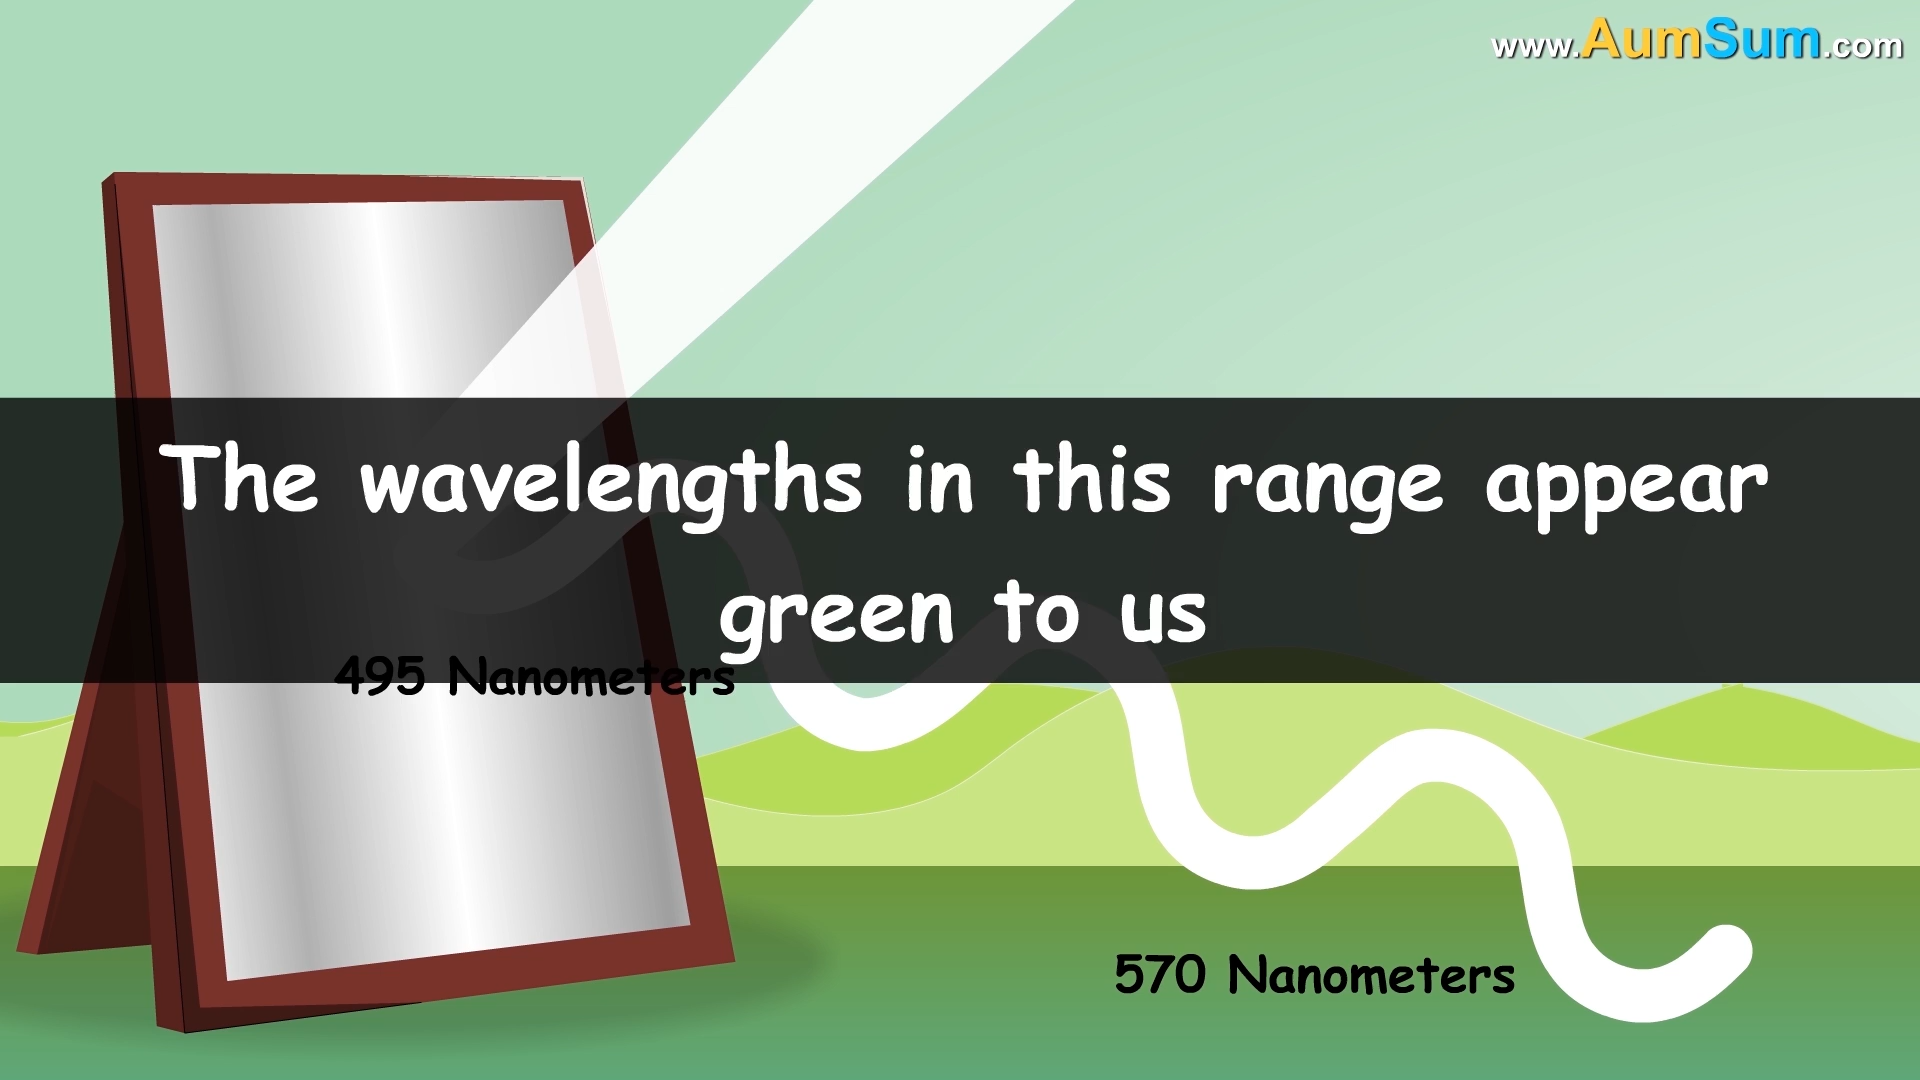 www.AumSum.com
The wavelengths in this range appear
green to us
495 Nanometers
570 Nanometers